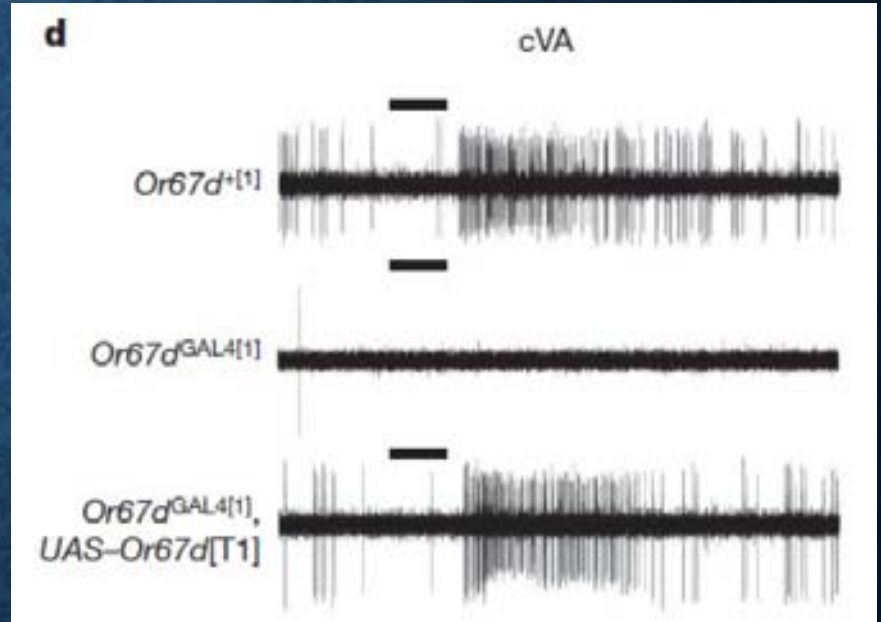 d
cVA
Or67d+[1]
Or67dGAL4[1]
Or67dGAL4[1],
UAS–Or67d[T1]